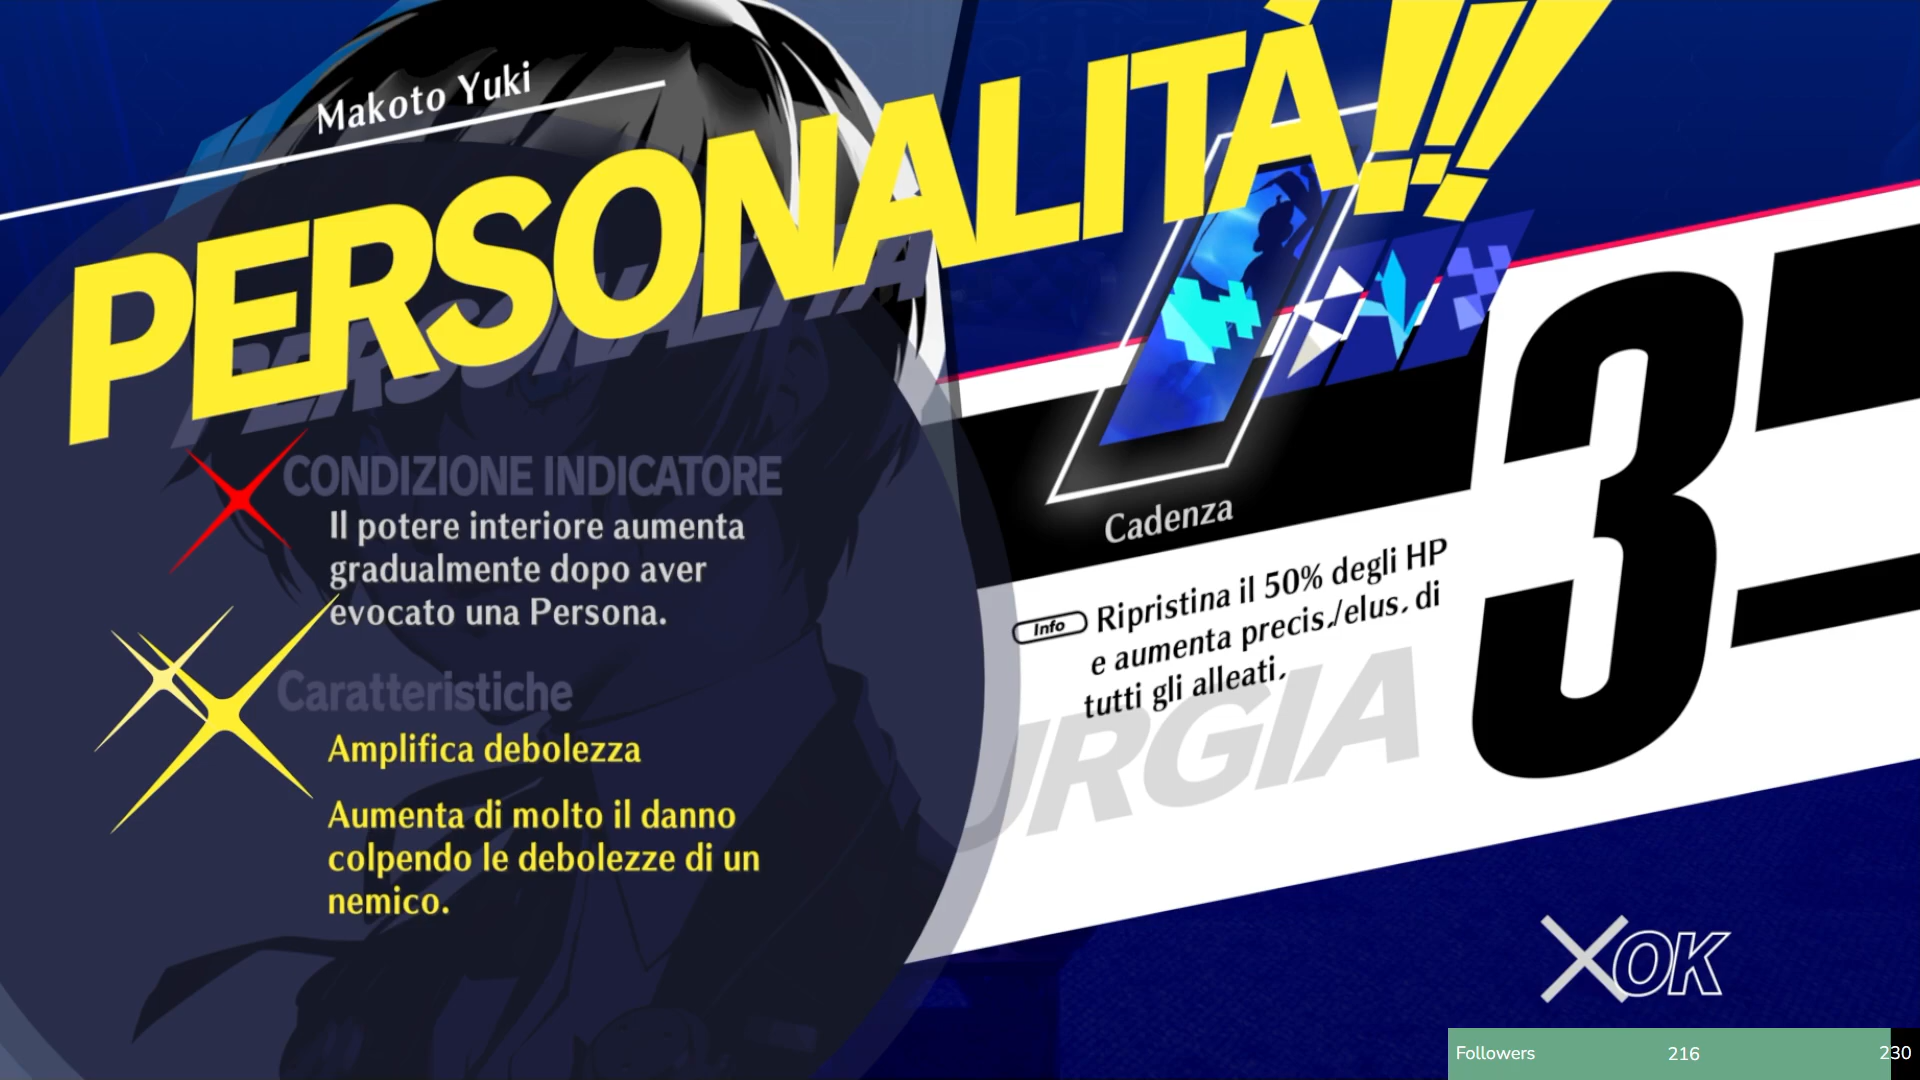 Makoto Yuki
PERSONALITÀ!!!
PERSONALITÀ
CONDIZIONE INDICATORE
Il potere interiore aumenta
gradualmente dopo aver
evocato una Persona.
Caratteristiche
Amplifica debolezza
Aumenta di molto il danno
colpendo le debolezze di un
nemico.
Cadenza
Info Ripristina il 50% degli HP
e aumenta precis./elus. di
tutti gli alleati.
URGIA
3
OK
Followers 216 230